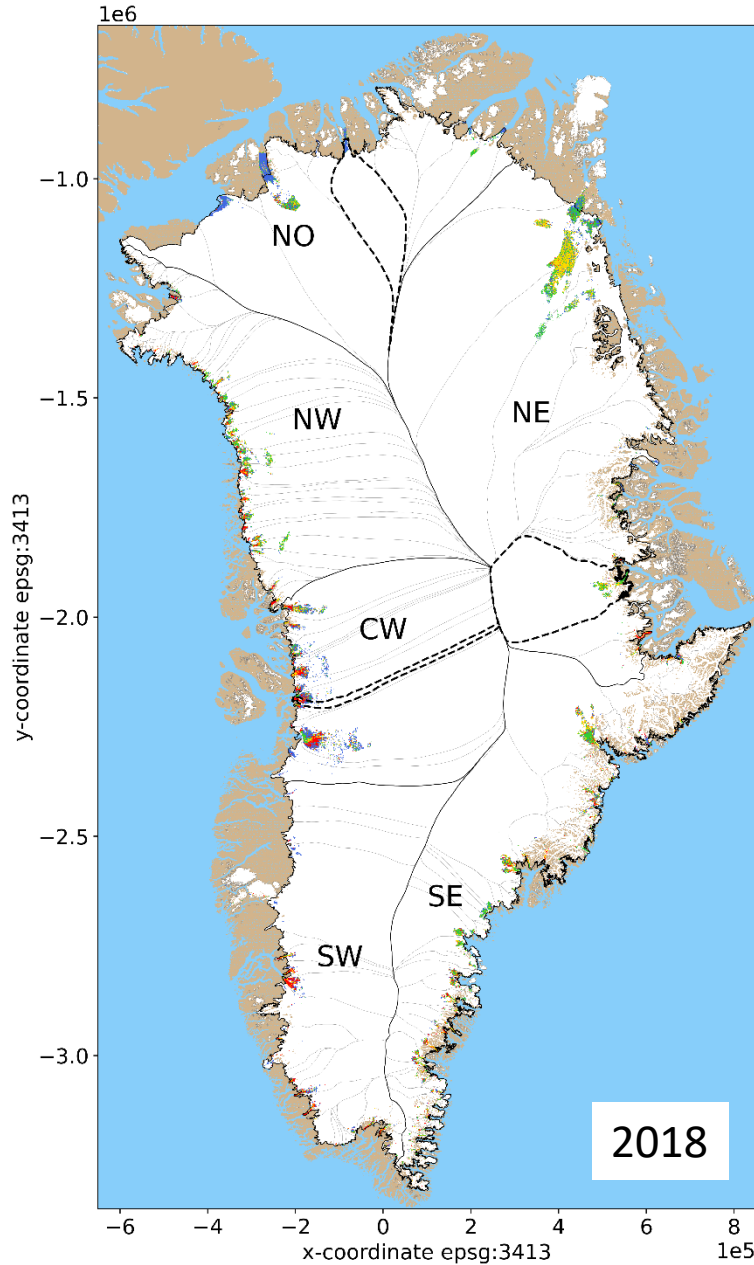 1e6
−1.0
−1.5
−2.0
−2.5
−3.0
y-coordinate epsg:3413
NO
NW
NE
CW
SE
SW
2018
−6
−4
−2
0
2
4
6
8
1e5
x-coordinate epsg:3413